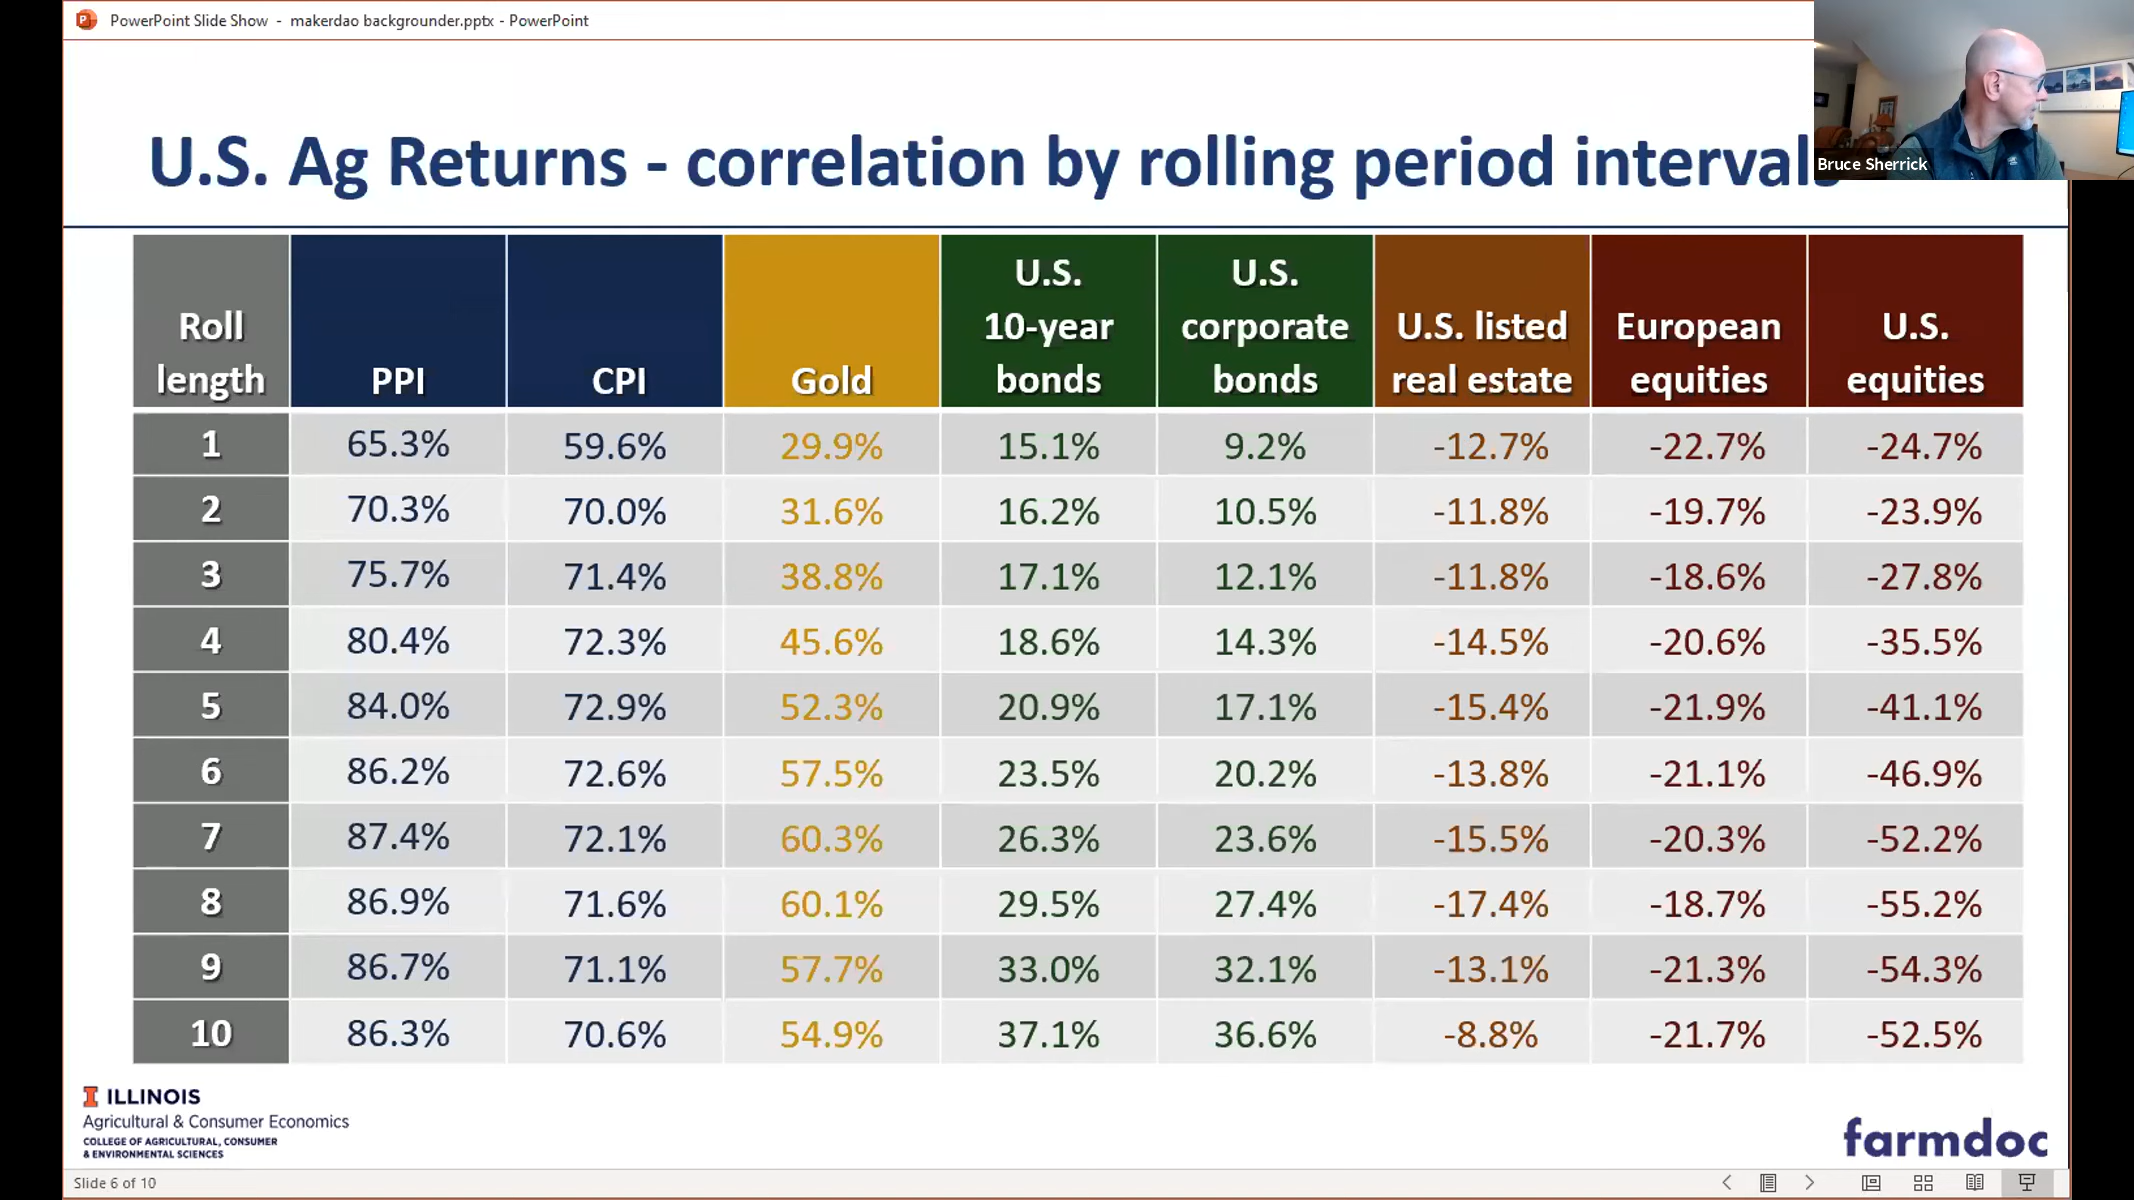 PowerPoint Slide Show - makerdao backgrounder.pptx - PowerPoint
Bruce Sherrick
U.S. Ag Returns - correlation by rolling period intervals
Roll length PPI CPI Gold U.S. 10-year bonds U.S. corporate bonds U.S. listed real estate European equities U.S. equities
1 65.3% 59.6% 29.9% 15.1% 9.2% -12.7% -22.7% -24.7%
2 70.3% 70.0% 31.6% 16.2% 10.5% -11.8% -19.7% -23.9%
3 75.7% 71.4% 38.8% 17.1% 12.1% -11.8% -18.6% -27.8%
4 80.4% 72.3% 45.6% 18.6% 14.3% -14.5% -20.6% -35.5%
5 84.0% 72.9% 52.3% 20.9% 17.1% -15.4% -21.9% -41.1%
6 86.2% 72.6% 57.5% 23.5% 20.2% -13.8% -21.1% -46.9%
7 87.4% 72.1% 60.3% 26.3% 23.6% -15.5% -20.3% -52.2%
8 86.9% 71.6% 60.1% 29.5% 27.4% -17.4% -18.7% -55.2%
9 86.7% 71.1% 57.7% 33.0% 32.1% -13.1% -21.3% -54.3%
10 86.3% 70.6% 54.9% 37.1% 36.6% -8.8% -21.7% -52.5%
I ILLINOIS
Agricultural & Consumer Economics
COLLEGE OF AGRICULTURAL, CONSUMER
& ENVIRONMENTAL SCIENCES
farmdoc
Slide 6 of 10